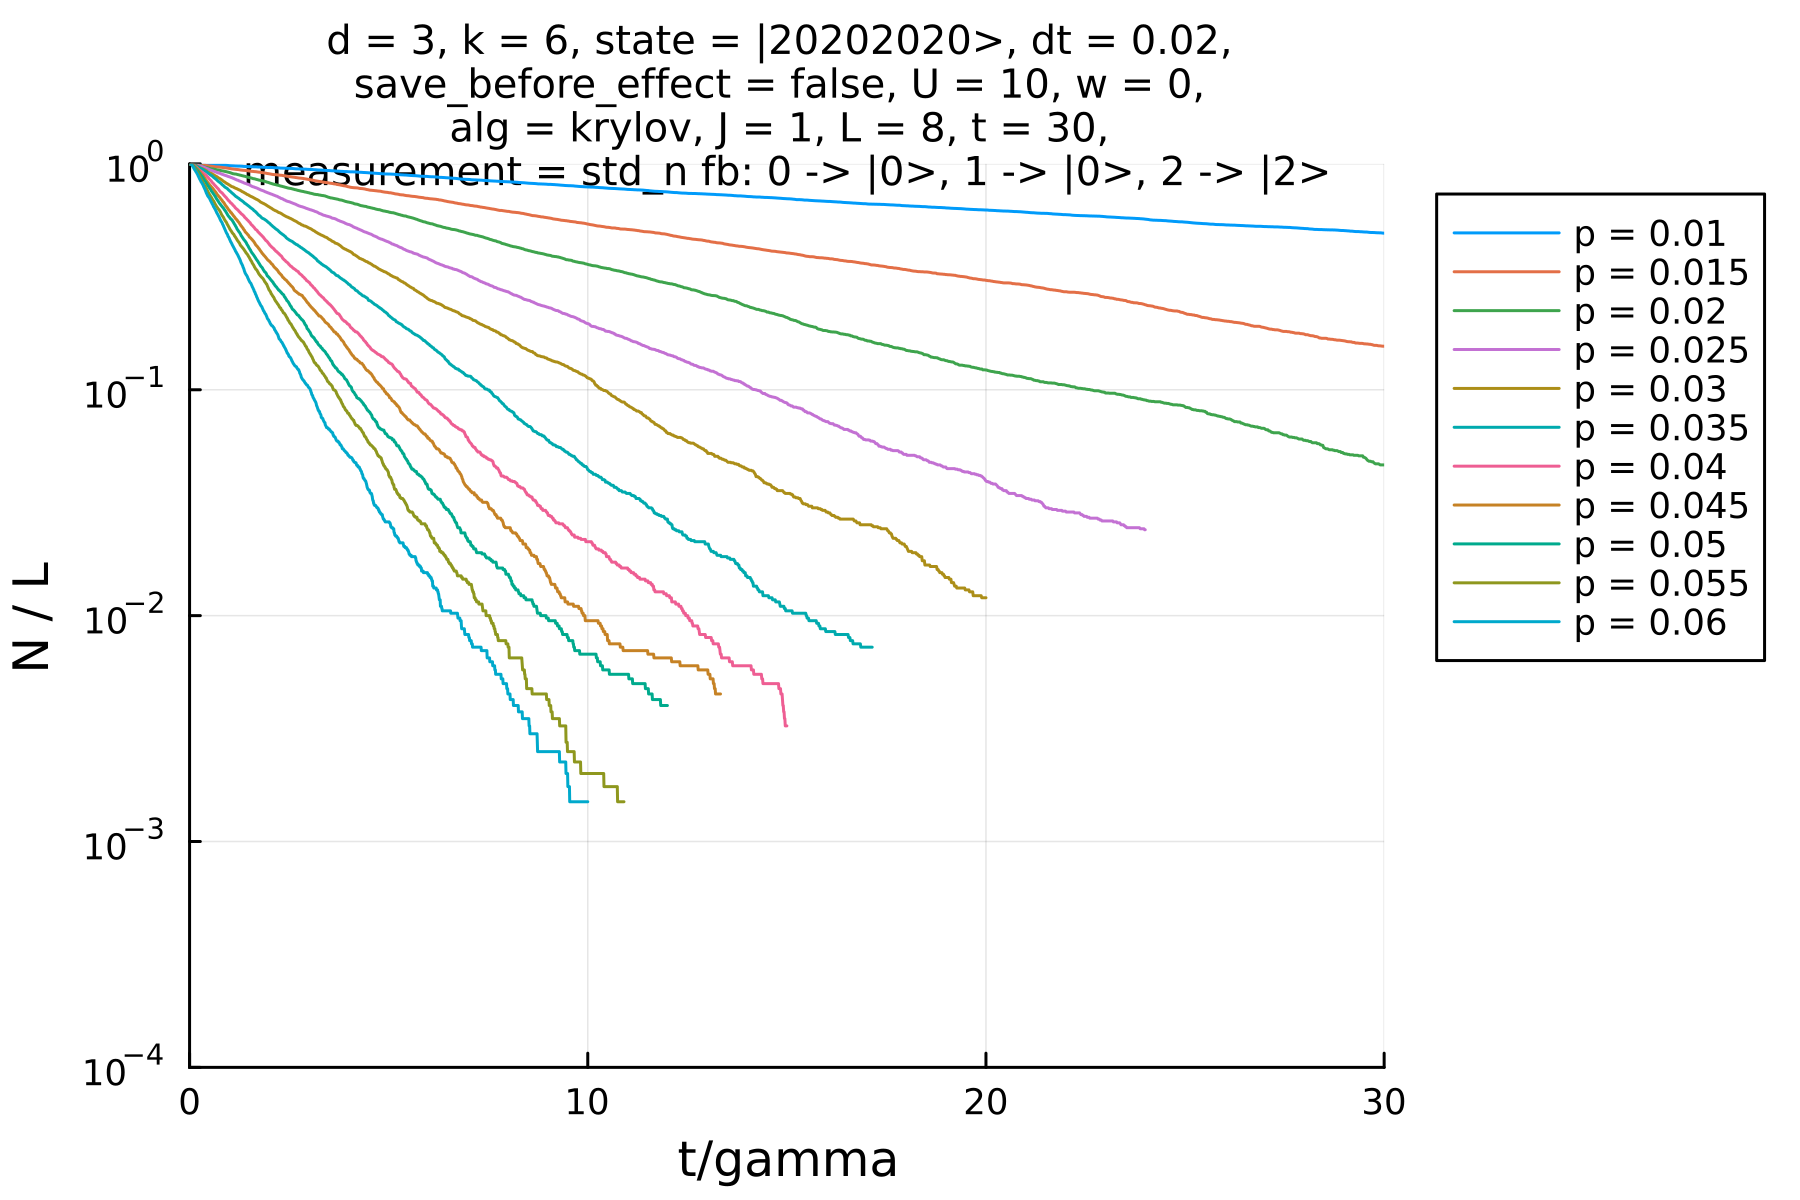 d = 3, k = 6, state = |20202020>, dt = 0.02,
save_before_effect = false, U = 10, w = 0,
alg = krylov, J = 1, L = 8, t = 30,
measurement = std_n fb: 0 -> |0>, 1 -> |0>, 2 -> |2>
10⁰
10⁻¹
10⁻²
10⁻³
10⁻⁴
N / L
0 10 20 30
t/gamma
p = 0.01
p = 0.015
p = 0.02
p = 0.025
p = 0.03
p = 0.035
p = 0.04
p = 0.045
p = 0.05
p = 0.055
p = 0.06